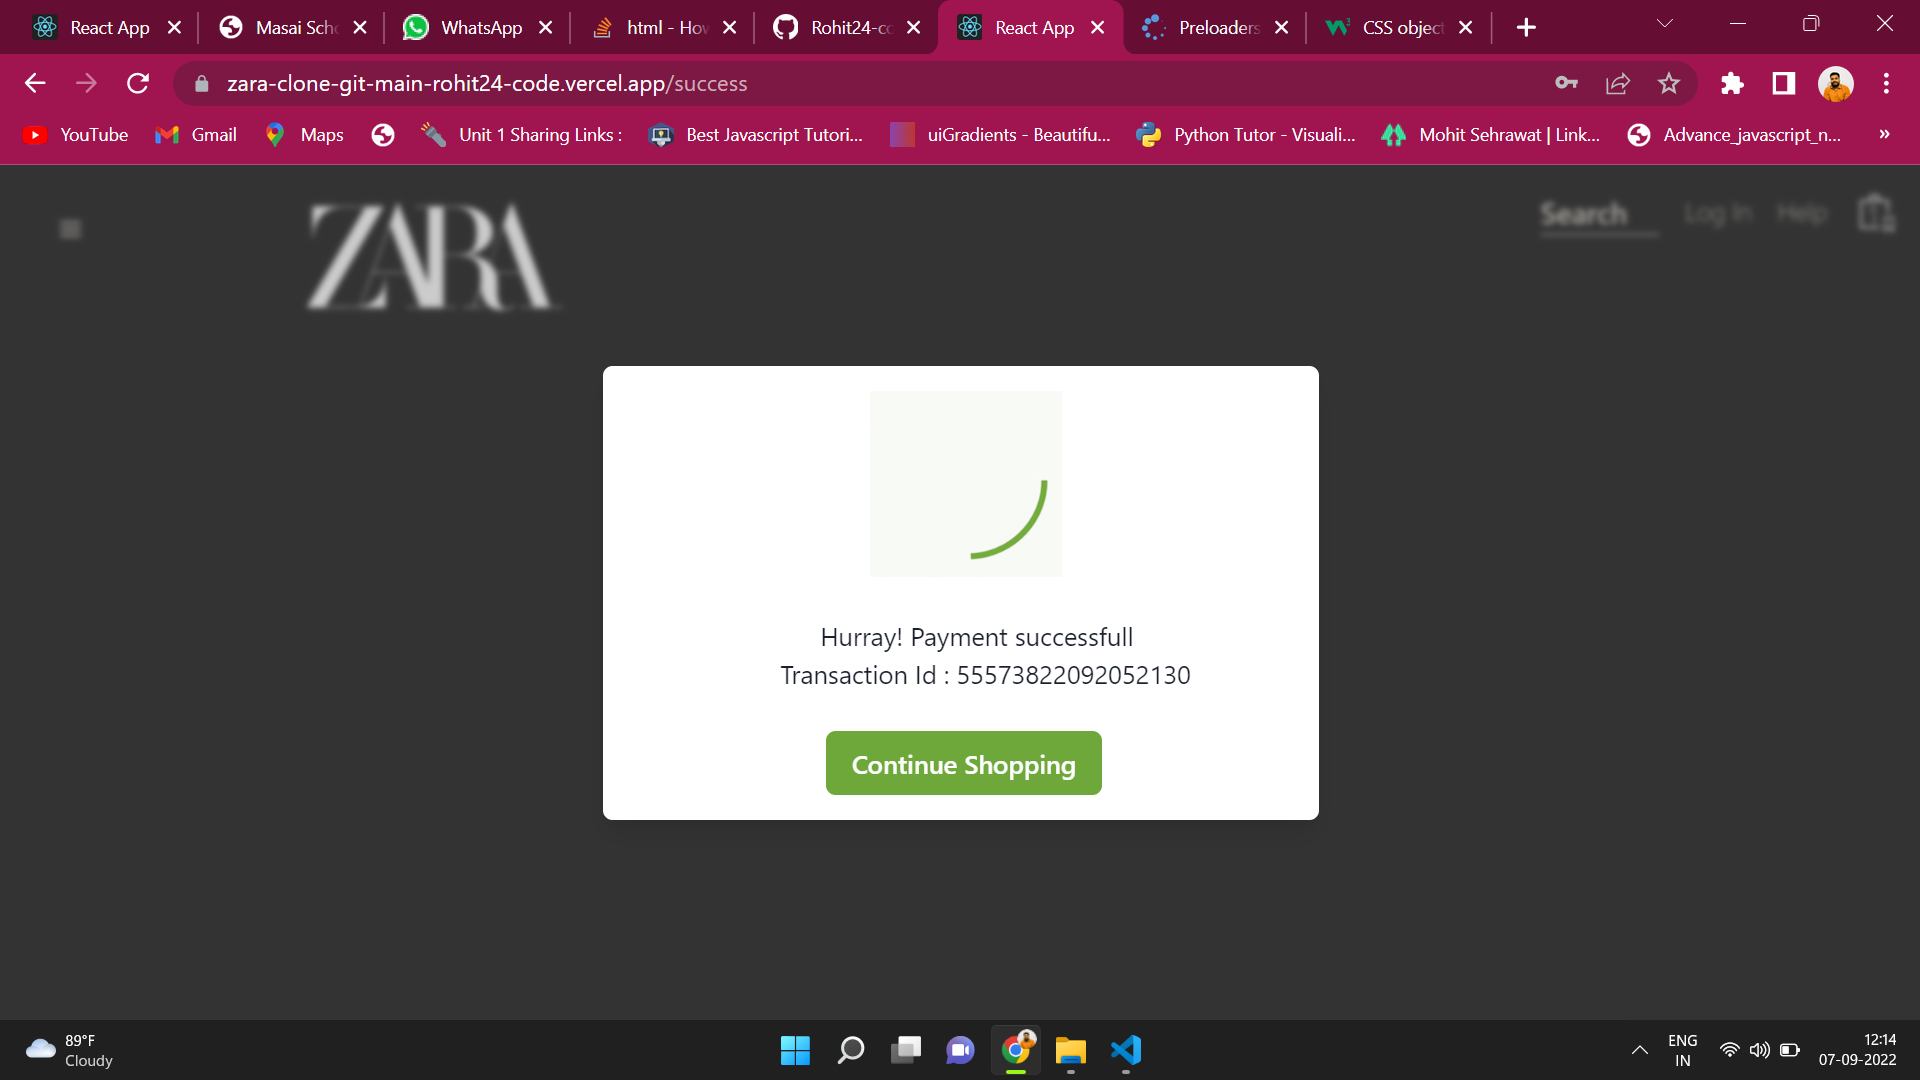 React App
Masai Sch
WhatsApp
html - How
Rohit24-co
React App
Preloaders
CSS object
zara-clone-git-main-rohit24-code.vercel.app/success
YouTube
Gmail
Maps
Unit 1 Sharing Links :
Best Javascript Tutori...
uiGradients - Beautifu...
Python Tutor - Visuali...
Mohit Sehrawat | Link...
Advance_javascript_n...
»
ZARA
Search
Log In
Help
Hurray! Payment successfull
Transaction Id : 55573822092052130
Continue Shopping
89°F
Cloudy
ENG
IN
12:14
07-09-2022